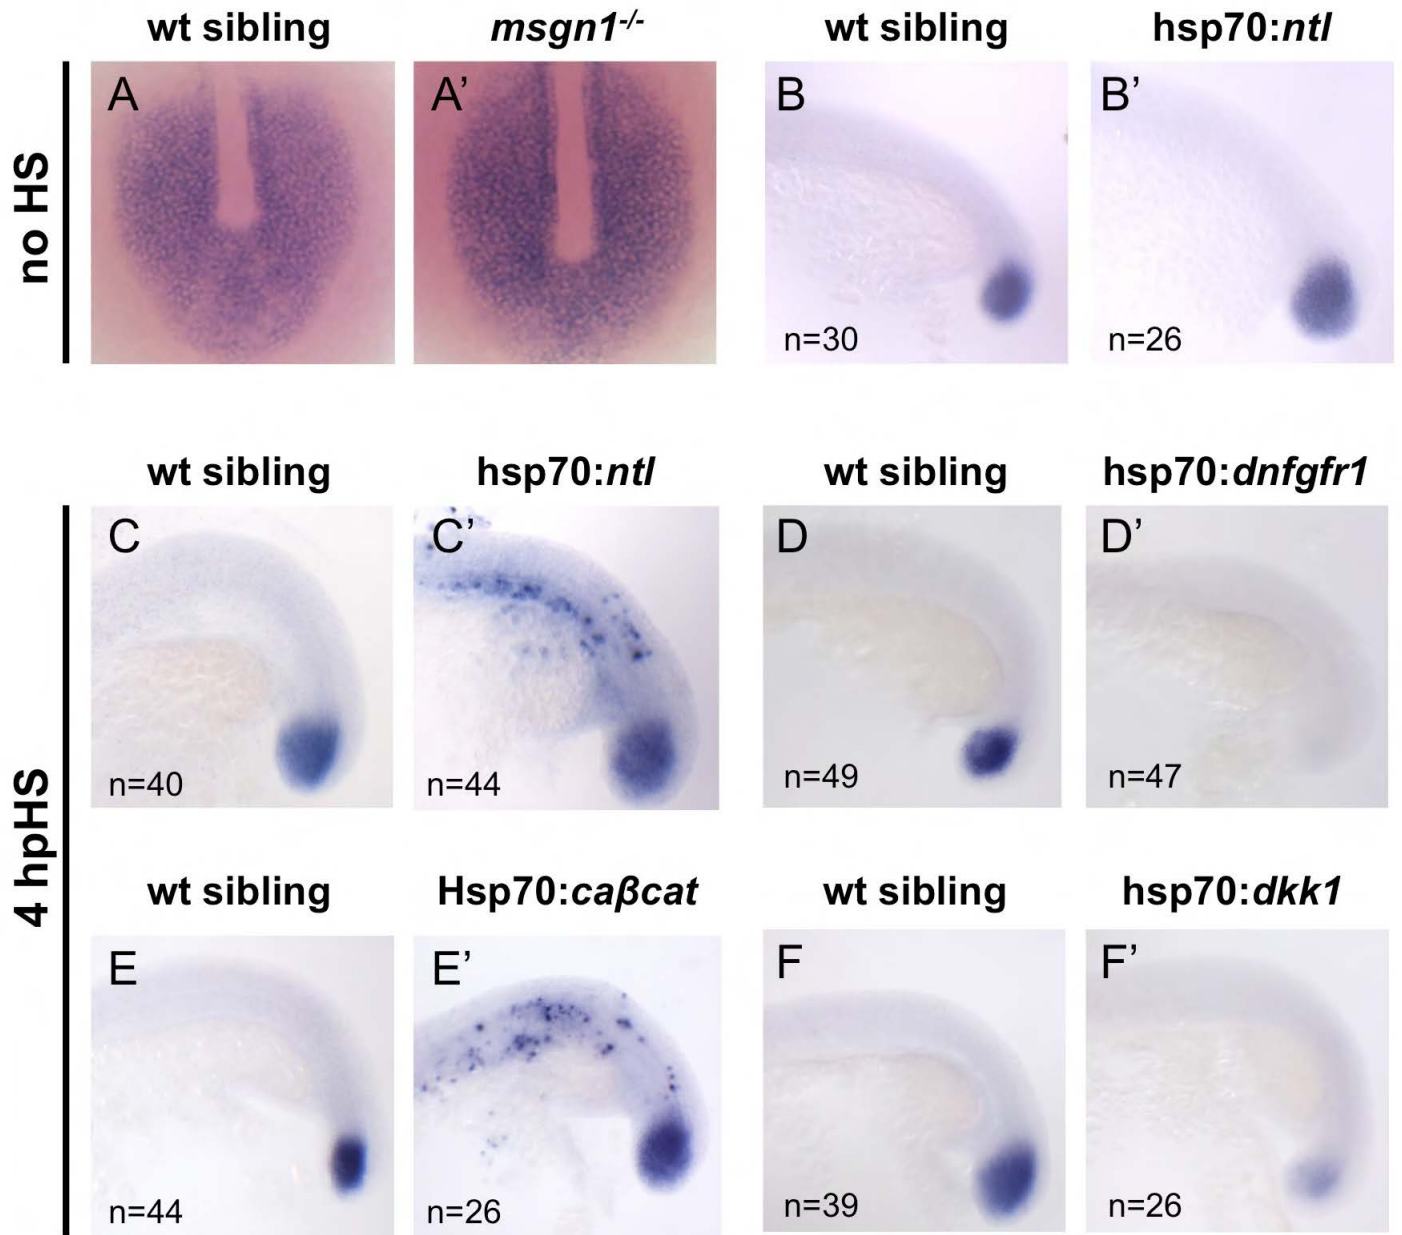 wt sibling msgn1-/- wt sibling hsp70:ntl
no HS
A A’ B B’
n=30 n=26
wt sibling hsp70:ntl wt sibling hsp70:dnfgfr1
4 hpHS
C C’ D D’
n=40 n=44 n=49 n=47
wt sibling Hsp70:caβcat wt sibling hsp70:dkk1
E E’ F F’
n=44 n=26 n=39 n=26